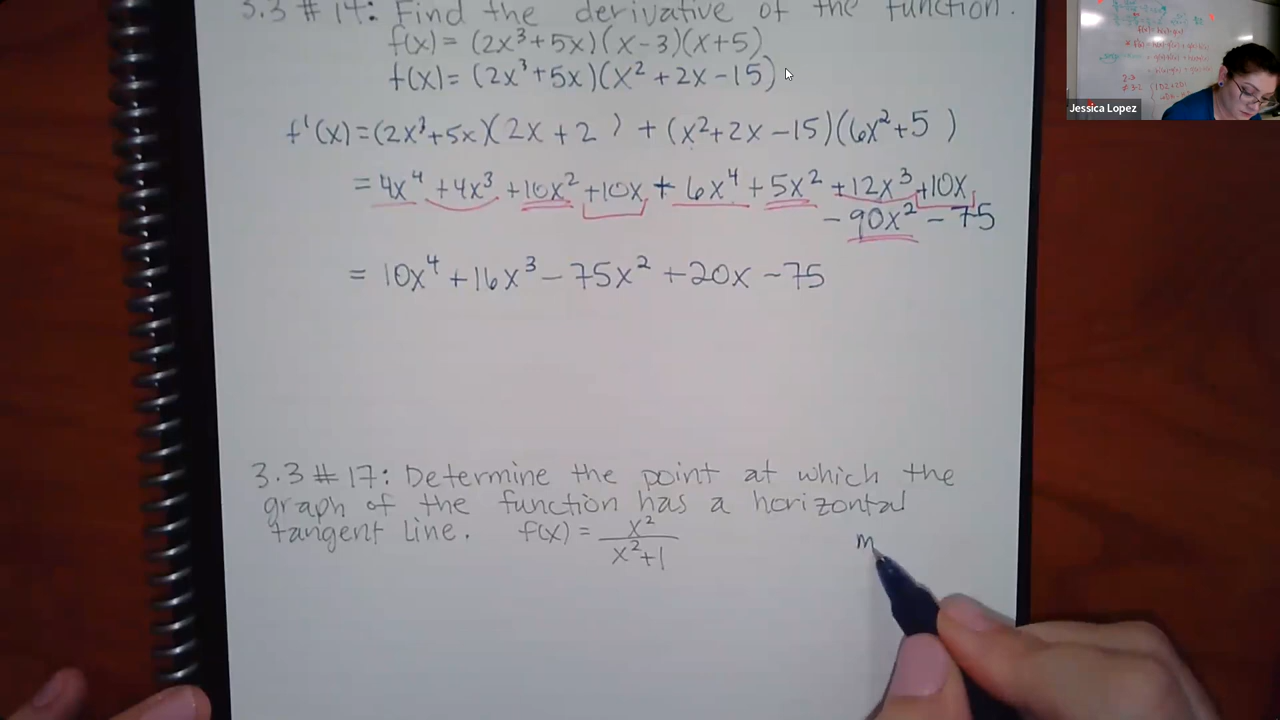 3.3 # 14: Find the derivative of the function.
f(x) = (2x³+5x)(x-3)(x+5)
f(x) = (2x³+5x)(x²+2x-15)
f'(x) = (2x³+5x)(2x+2) + (x²+2x-15)(6x²+5)
= 4x⁴+4x³+10x²+10x+6x⁴+5x²+12x³+10x
-90x²-75
= 10x⁴+16x³-75x²+20x-75
3.3 # 17: Determine the point at which the
graph of the function has a horizontal
tangent line. f(x) = x²/(x²+1)
m
Jessica Lopez